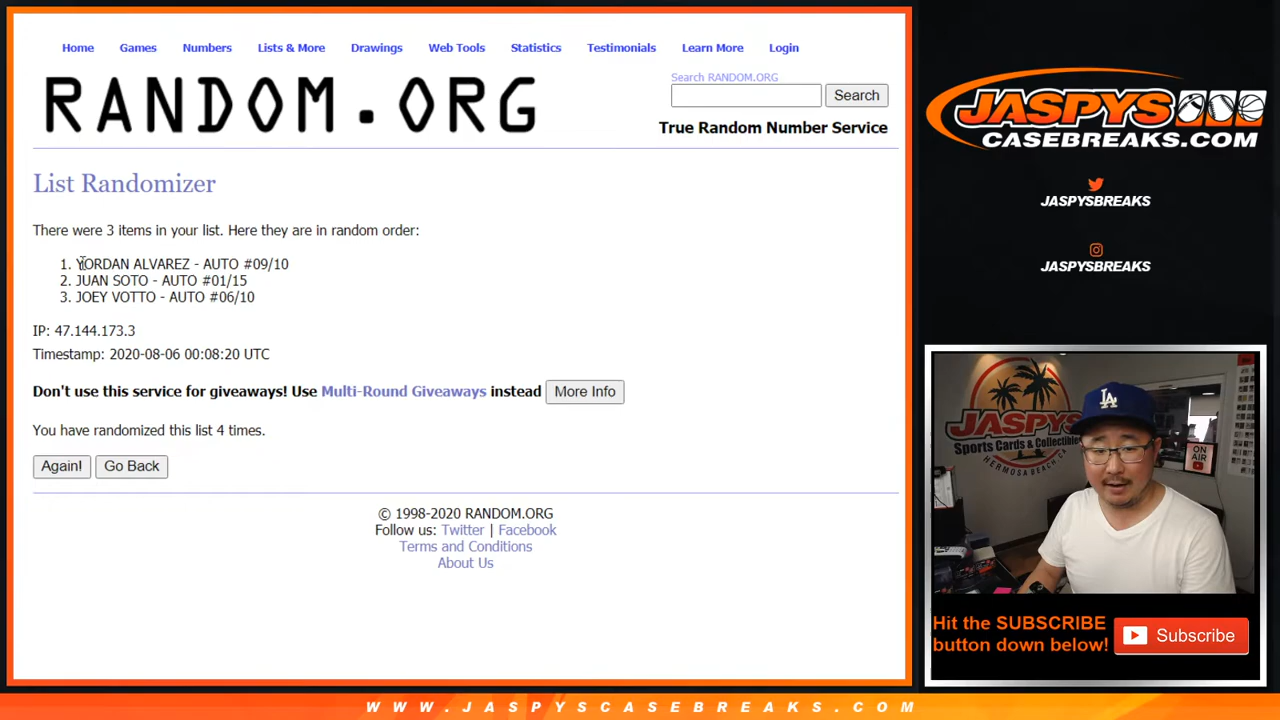 Home Games Numbers Lists & More Drawings Web Tools Statistics Testimonials Learn More Login
RANDOM.ORG
Search RANDOM.ORG
Search
True Random Number Service
List Randomizer
There were 3 items in your list. Here they are in random order:
1. YORDAN ALVAREZ - AUTO #09/10
2. JUAN SOTO - AUTO #01/15
3. JOEY VOTTO - AUTO #06/10
IP: 47.144.173.3
Timestamp: 2020-08-06 00:08:20 UTC
Don't use this service for giveaways! Use Multi-Round Giveaways instead More Info
You have randomized this list 4 times.
Again! Go Back
© 1998-2020 RANDOM.ORG
Follow us: Twitter | Facebook
Terms and Conditions
About Us
JASPYS
CASEBREAKS.COM
JASPYSBREAKS
JASPYSBREAKS
JASPYS
Sports Cards & Collectibles
HERMOSA BEACH
LA
ON
AIR
Hit the SUBSCRIBE
button down below!
Subscribe
WWW.JASPYSCASEBREAKS.COM